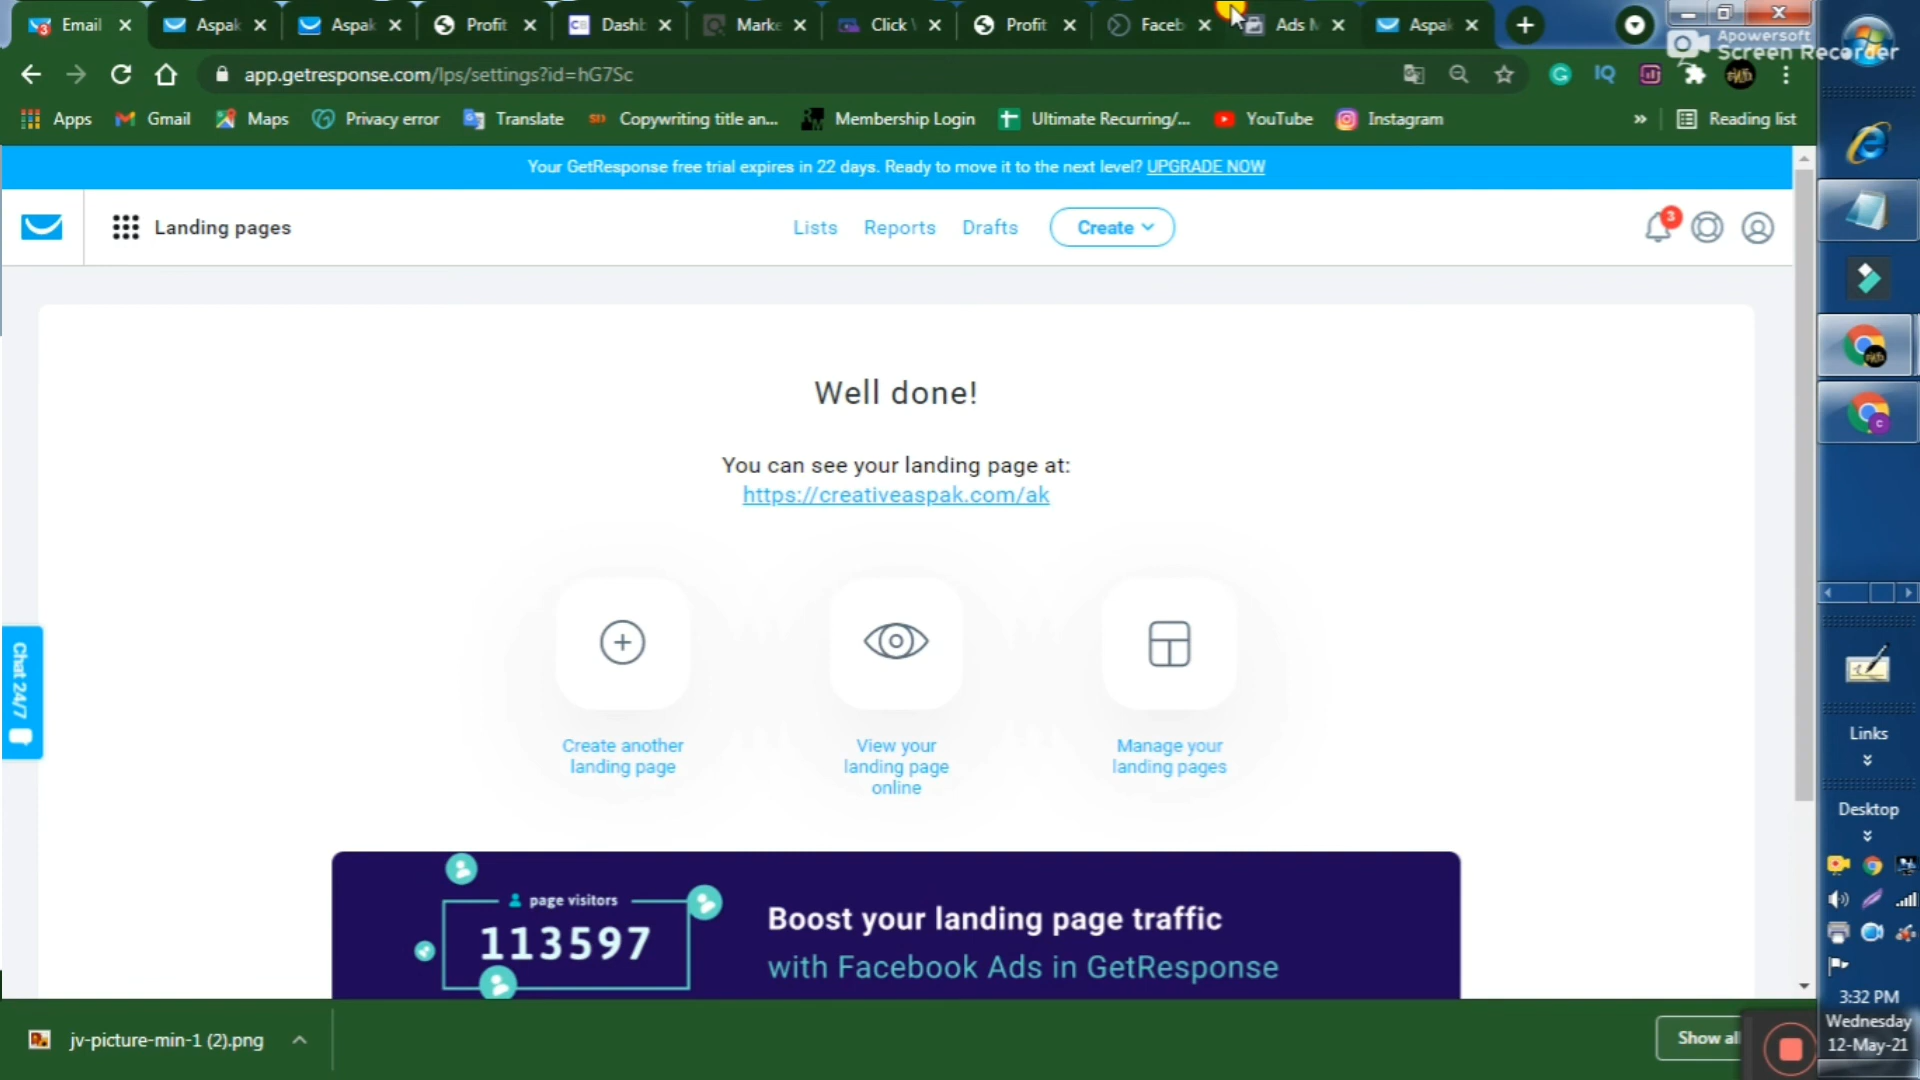 Email
Aspak
Aspak
Profit
Dashb
Marke
Click
Profit
Faceb
Ads M
Aspak
Apowersoft
Screen Recorder
app.getresponse.com/lps/settings?id=hG7Sc
Apps
Gmail
Maps
Privacy error
Translate
Copywriting title an...
Membership Login
Ultimate Recurring/...
YouTube
Instagram
»
Reading list
Your GetResponse free trial expires in 22 days. Ready to move it to the next level? UPGRADE NOW
Landing pages
Lists
Reports
Drafts
Create
3
Well done!
You can see your landing page at:
https://creativeaspak.com/ak
Create another
landing page
View your
landing page
online
Manage your
landing pages
Chat 24/7
page visitors
113597
Boost your landing page traffic
with Facebook Ads in GetResponse
Links
Desktop
3:32 PM
Wednesday
12-May-21
jv-picture-min-1 (2).png
Show all